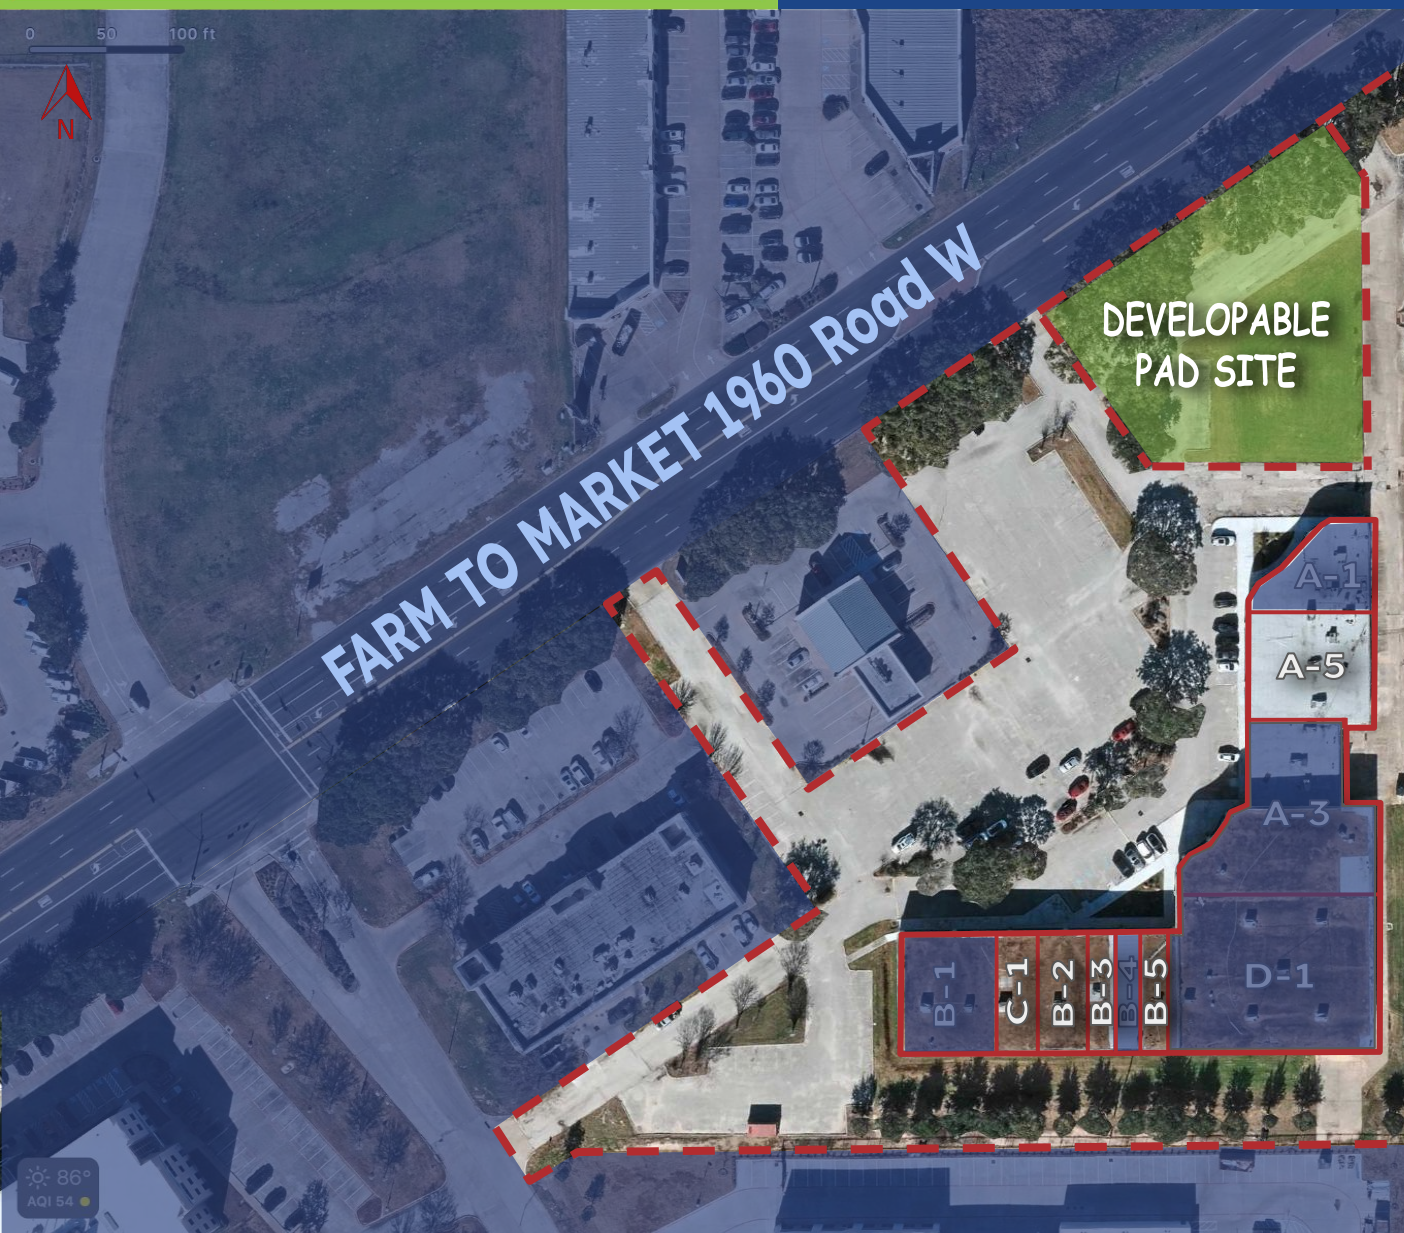 0 50 100 ft
N
FARM TO MARKET 1960 Road W
DEVELOPABLE
PAD SITE
A-1
A-5
A-3
D-1
B-1
C-1
B-2
B-3
B-4
B-5
86°
AQI 54